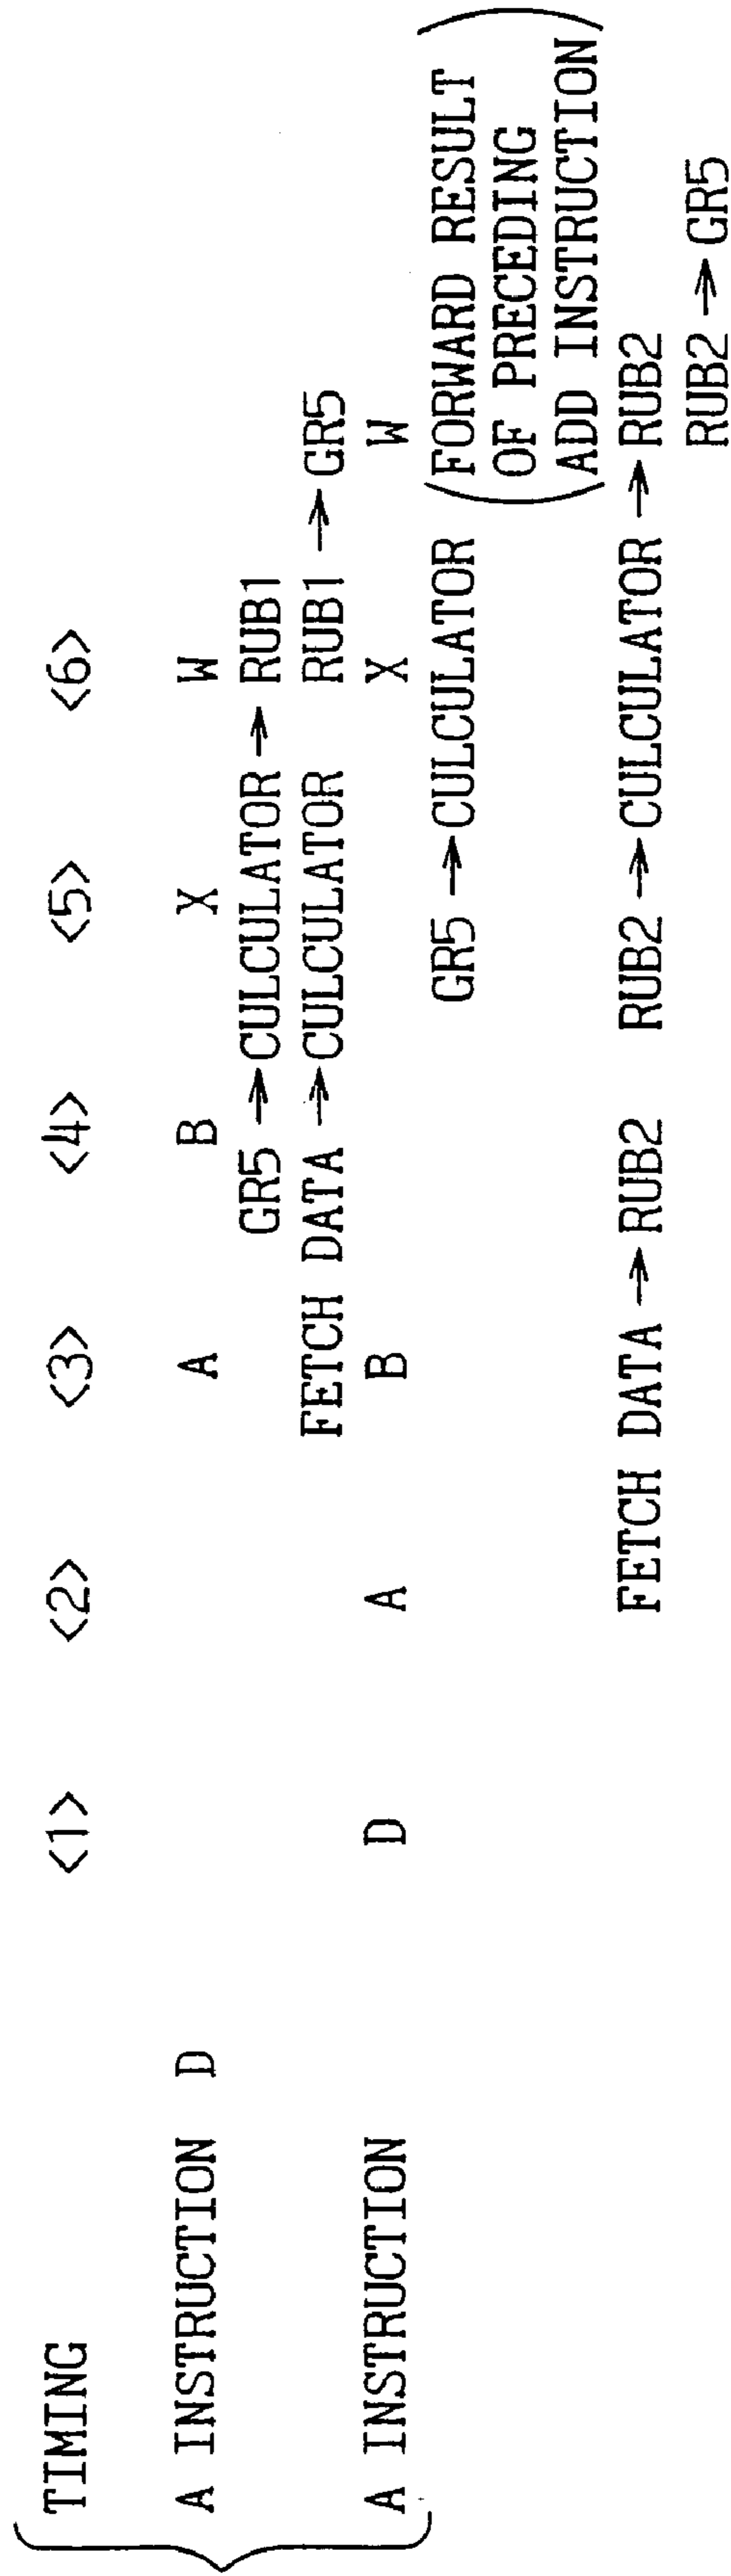 TIMING <1> <2> <3> <4> <5> <6>
A INSTRUCTION D A B X W
GR5 → CULCULATOR → RUB1
FETCH DATA → CULCULATOR RUB1 → GR5
A INSTRUCTION D A B X W
GR5 → CULCULATOR (FORWARD RESULT
OF PRECEDING
ADD INSTRUCTION)
FETCH DATA → RUB2 RUB2 → CULCULATOR → RUB2
RUB2 → GR5